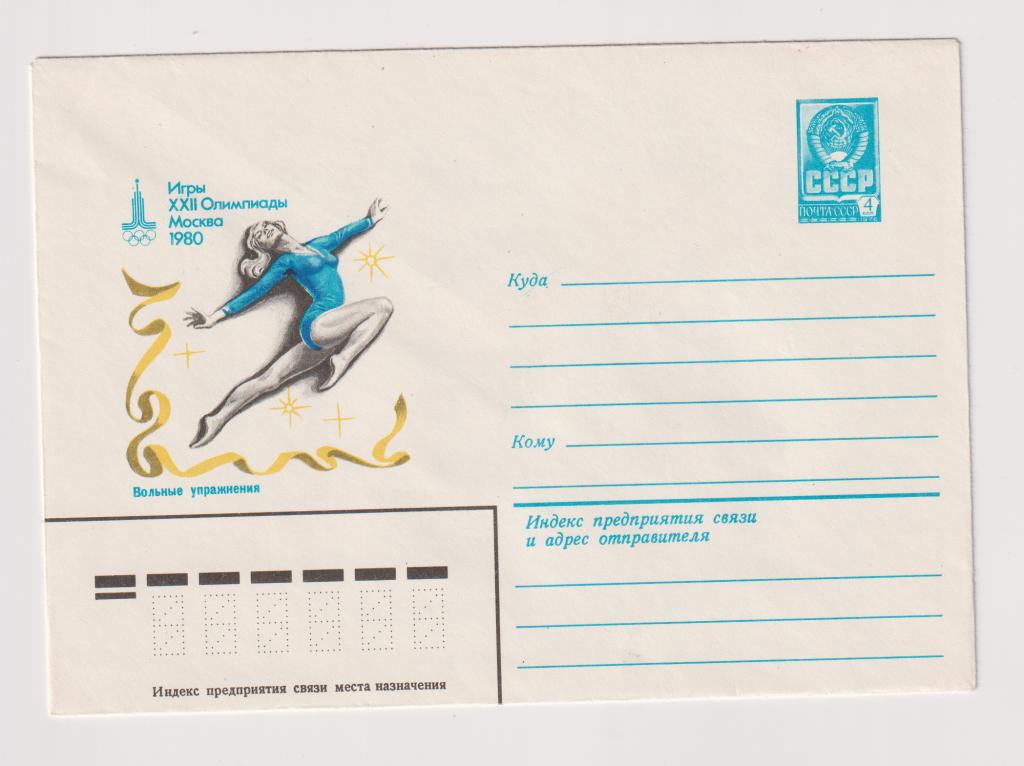 Игры
XXII Олимпиады
Москва
1980
Вольные упражнения
СССР
ПОЧТА СССР 4
коп
Куда
Кому
Индекс предприятия связи
и адрес отправителя
Индекс предприятия связи места назначения